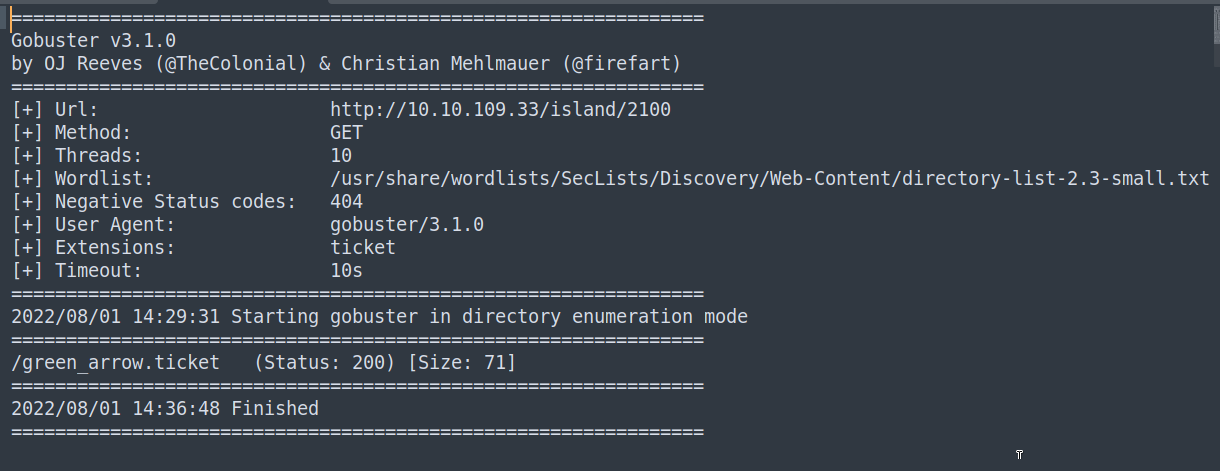 ===============================================================
Gobuster v3.1.0
by OJ Reeves (@TheColonial) & Christian Mehlmauer (@firefart)
===============================================================
[+] Url:                     http://10.10.109.33/island/2100
[+] Method:                  GET
[+] Threads:                 10
[+] Wordlist:                /usr/share/wordlists/SecLists/Discovery/Web-Content/directory-list-2.3-small.txt
[+] Negative Status codes:   404
[+] User Agent:              gobuster/3.1.0
[+] Extensions:              ticket
[+] Timeout:                 10s
===============================================================
2022/08/01 14:29:31 Starting gobuster in directory enumeration mode
===============================================================
/green_arrow.ticket   (Status: 200) [Size: 71]
===============================================================
2022/08/01 14:36:48 Finished
===============================================================